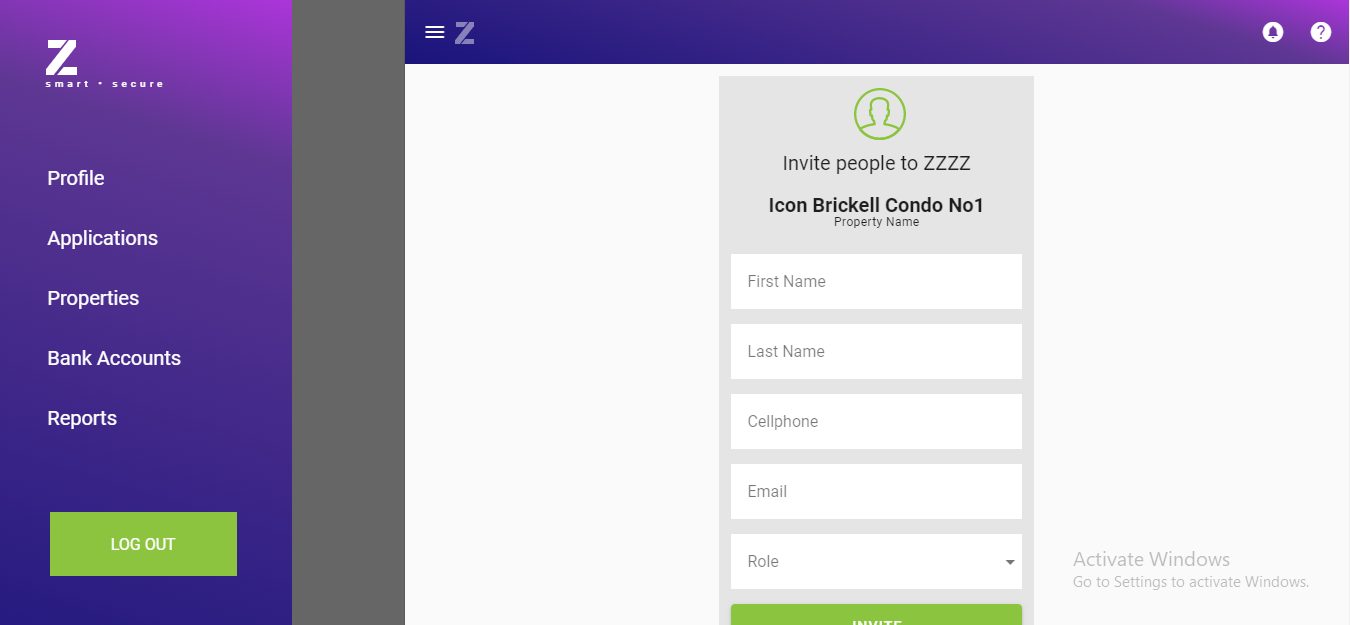 Z
smart • secure
Profile
Applications
Properties
Bank Accounts
Reports
LOG OUT
Z
Invite people to ZZZZ
Icon Brickell Condo No1
Property Name
First Name
Last Name
Cellphone
Email
Role
INVITE
Activate Windows
Go to Settings to activate Windows.